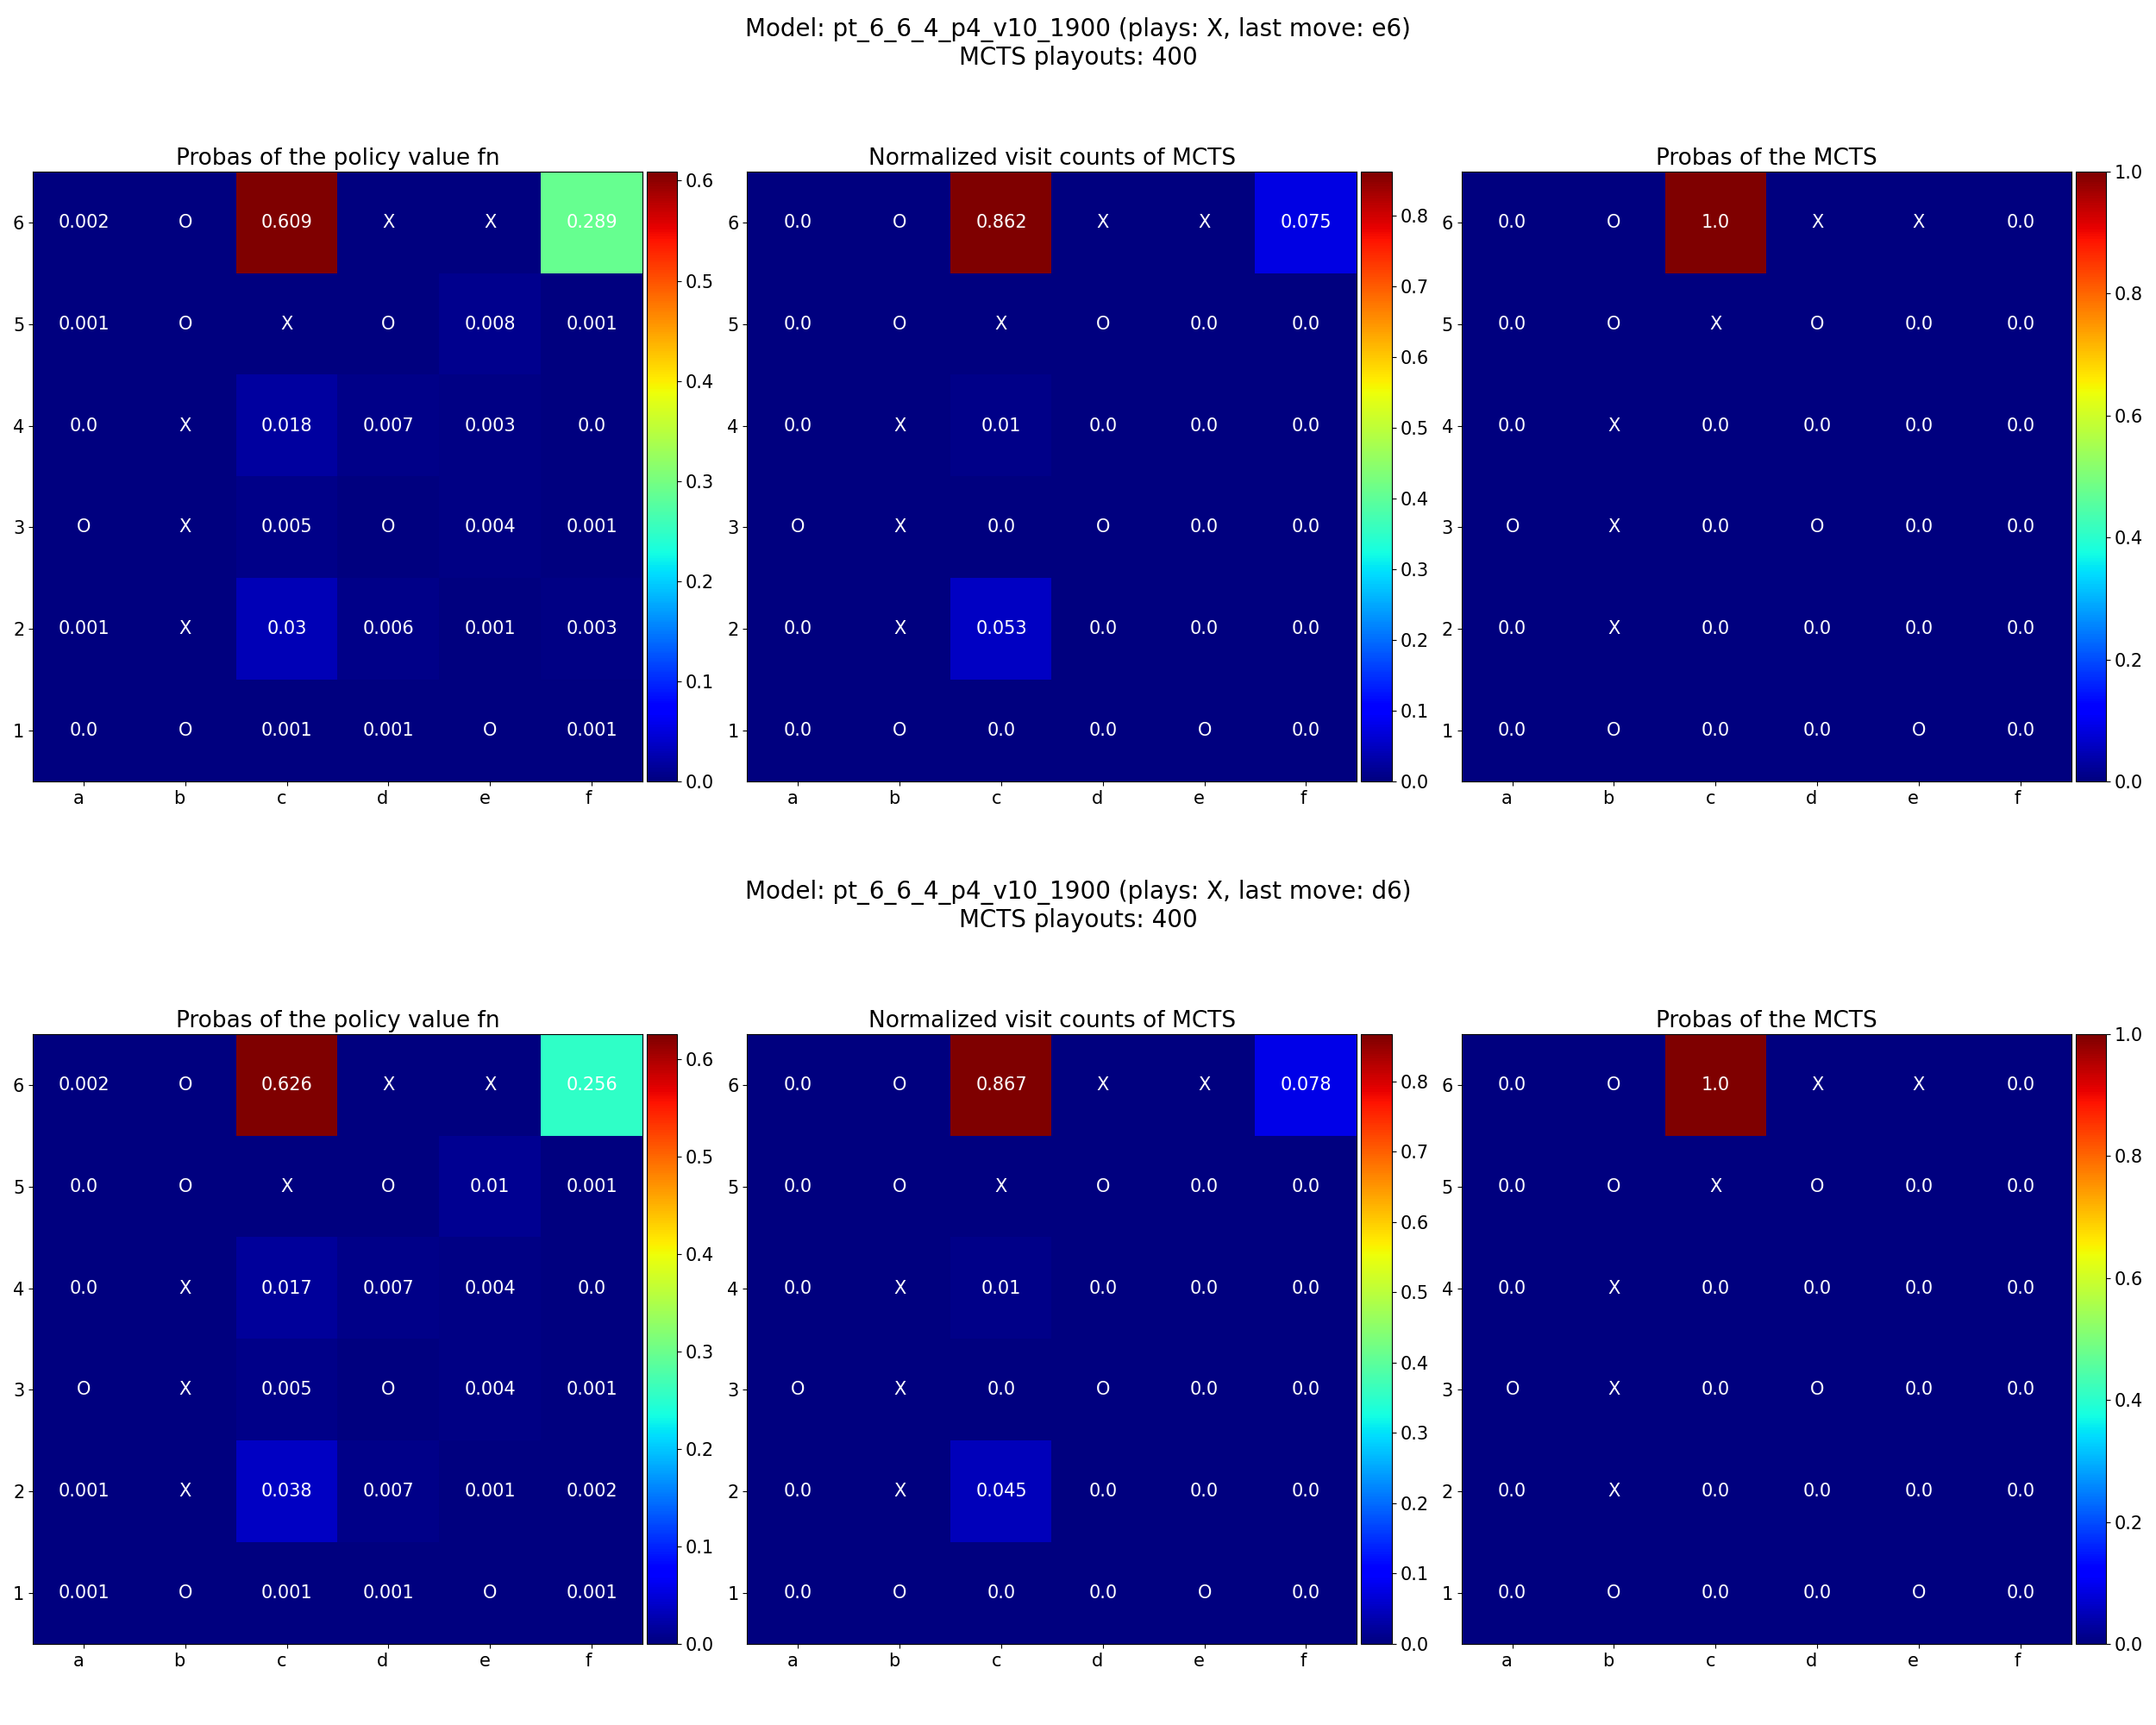 Model: pt_6_6_4_p4_v10_1900 (plays: X, last move: e6)
MCTS playouts: 400
Probas of the policy value fn
6 0.002 O 0.609 X X 0.289
5 0.001 O X O 0.008 0.001
4 0.0 X 0.018 0.007 0.003 0.0
3 O X 0.005 O 0.004 0.001
2 0.001 X 0.03 0.006 0.001 0.003
1 0.0 O 0.001 0.001 O 0.001
a b c d e f
0.6
0.5
0.4
0.3
0.2
0.1
0.0
Normalized visit counts of MCTS
6 0.0 O 0.862 X X 0.075
5 0.0 O X O 0.0 0.0
4 0.0 X 0.01 0.0 0.0 0.0
3 O X 0.0 O 0.0 0.0
2 0.0 X 0.053 0.0 0.0 0.0
1 0.0 O 0.0 0.0 O 0.0
a b c d e f
0.8
0.7
0.6
0.5
0.4
0.3
0.2
0.1
0.0
Probas of the MCTS
6 0.0 O 1.0 X X 0.0
5 0.0 O X O 0.0 0.0
4 0.0 X 0.0 0.0 0.0 0.0
3 O X 0.0 O 0.0 0.0
2 0.0 X 0.0 0.0 0.0 0.0
1 0.0 O 0.0 0.0 O 0.0
a b c d e f
1.0
0.8
0.6
0.4
0.2
0.0
Model: pt_6_6_4_p4_v10_1900 (plays: X, last move: d6)
MCTS playouts: 400
Probas of the policy value fn
6 0.002 O 0.626 X X 0.256
5 0.0 O X O 0.01 0.001
4 0.0 X 0.017 0.007 0.004 0.0
3 O X 0.005 O 0.004 0.001
2 0.001 X 0.038 0.007 0.001 0.002
1 0.001 O 0.001 0.001 O 0.001
a b c d e f
0.6
0.5
0.4
0.3
0.2
0.1
0.0
Normalized visit counts of MCTS
6 0.0 O 0.867 X X 0.078
5 0.0 O X O 0.0 0.0
4 0.0 X 0.01 0.0 0.0 0.0
3 O X 0.0 O 0.0 0.0
2 0.0 X 0.045 0.0 0.0 0.0
1 0.0 O 0.0 0.0 O 0.0
a b c d e f
0.8
0.7
0.6
0.5
0.4
0.3
0.2
0.1
0.0
Probas of the MCTS
6 0.0 O 1.0 X X 0.0
5 0.0 O X O 0.0 0.0
4 0.0 X 0.0 0.0 0.0 0.0
3 O X 0.0 O 0.0 0.0
2 0.0 X 0.0 0.0 0.0 0.0
1 0.0 O 0.0 0.0 O 0.0
a b c d e f
1.0
0.8
0.6
0.4
0.2
0.0